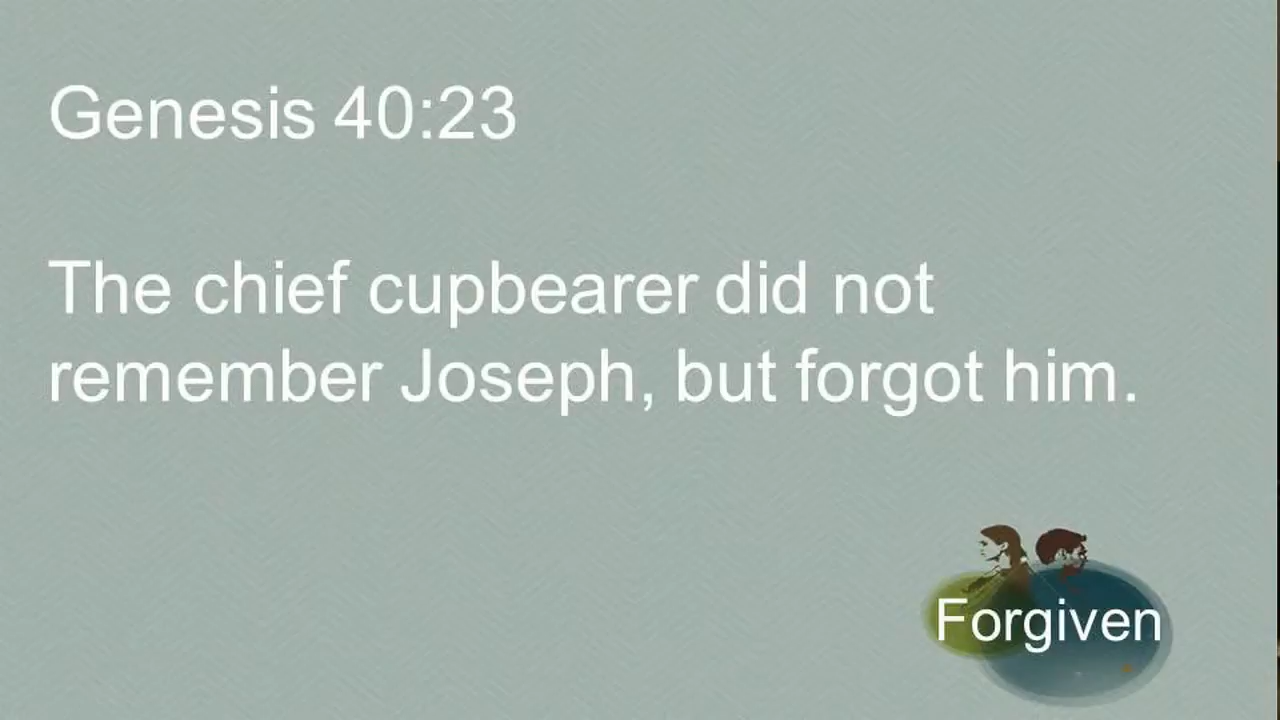 Genesis 40:23
The chief cupbearer did not
remember Joseph, but forgot him.
Forgiven